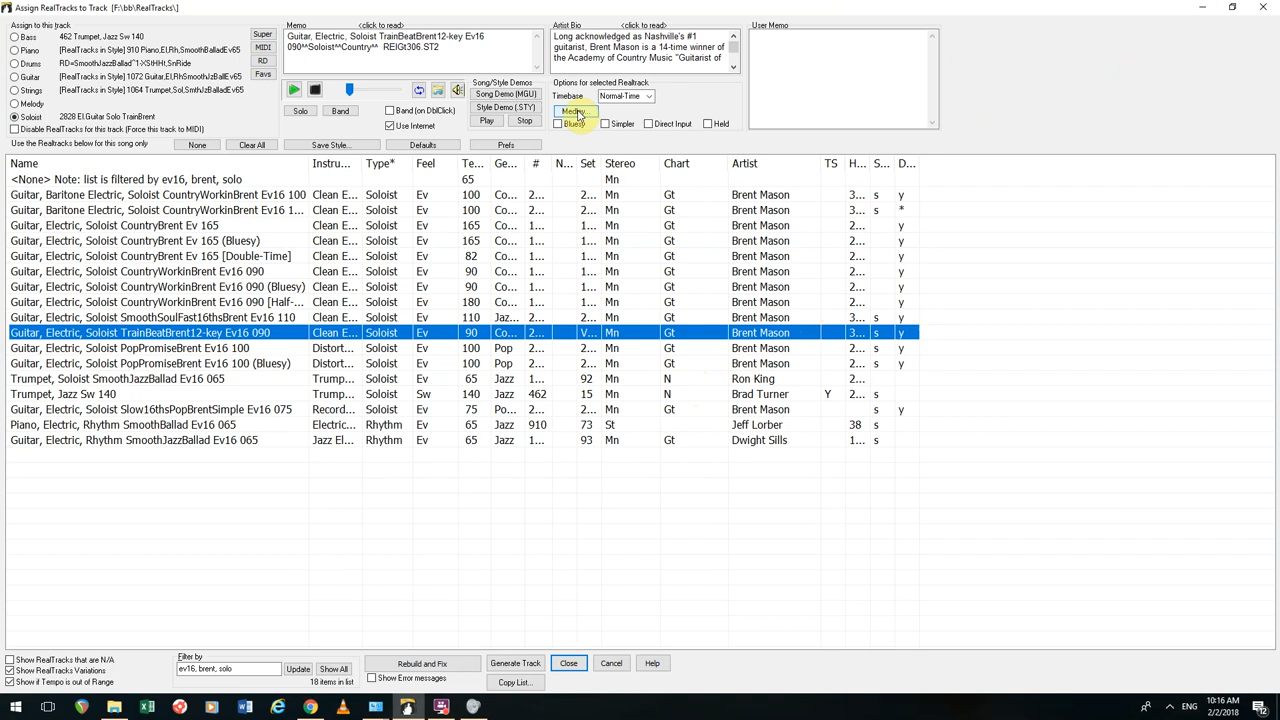 Assign RealTracks to Track [F:\bb\RealTracks\]
Assign to this track
Bass 462 Trumpet, Jazz Sw 140
Piano [RealTracks in Style] 910 Piano,El,Rh,SmoothBalladEv65
Drums RD=SmoothJazzBallad^1-XStHHt,SnRide
Guitar [RealTracks in Style] 1072 Guitar,El,Rh,SmoothJzBalEv65
Strings [RealTracks in Style] 1064 Trumpet,Sol,SmthJzBalladEv65
Melody
Soloist 2828 El.Guitar Solo TrainBent
Disable RealTracks for this track (Force this track to MIDI)
Super
MIDI
RD
Favs
Use the Realtracks below for this song only
None Clear All Save Style... Defaults Prefs
Memo <click to read>
Guitar, Electric, Soloist TrainBeatBrent12-key Ev16
090^^Soloist^^Country^^ REIGt306.ST2
Solo Band
Band (on DblClick)
Use Internet
Song/Style Demos
Song Demo (MGU)
Style Demo (.STY)
Play Stop
Artist Bio <click to read>
Long acknowledged as Nashville's #1
guitarist, Brent Mason is a 14-time winner of
the Academy of Country Music "Guitarist of
Options for selected Realtrack
Timebase Normal-Time
Medley...
Bluesy Simpler Direct Input Held
User Memo
Name Instru... Type* Feel Te... Ge... # N... Set Stereo Chart Artist TS H... S... D...
<None> Note: list is filtered by ev16, brent, solo 65 Mn
Guitar, Baritone Electric, Soloist CountryWorkinBrent Ev16 100 Clean E... Soloist Ev 100 Co... 2... 2... Mn Gt Brent Mason 3... s y
Guitar, Baritone Electric, Soloist CountryWorkinBrent Ev16 1... Clean E... Soloist Ev 100 Co... 2... 2... Mn Gt Brent Mason 3... s *
Guitar, Electric, Soloist CountryBrent Ev 165 Clean E... Soloist Ev 165 Co... 1... 1... Mn Gt Brent Mason 2... y
Guitar, Electric, Soloist CountryBrent Ev 165 (Bluesy) Clean E... Soloist Ev 165 Co... 1... 1... Mn Gt Brent Mason 2... y
Guitar, Electric, Soloist CountryBrent Ev 165 [Double-Time] Clean E... Soloist Ev 82 Co... 1... 1... Mn Gt Brent Mason 2... y
Guitar, Electric, Soloist CountryWorkinBrent Ev16 090 Clean E... Soloist Ev 90 Co... 1... 1... Mn Gt Brent Mason 2... y
Guitar, Electric, Soloist CountryWorkinBrent Ev16 090 (Bluesy) Clean E... Soloist Ev 90 Co... 1... 1... Mn Gt Brent Mason 2... y
Guitar, Electric, Soloist CountryWorkinBrent Ev16 090 [Half-... Clean E... Soloist Ev 180 Co... 1... 1... Mn Gt Brent Mason 2... y
Guitar, Electric, Soloist SmoothSoulFast16thsBrent Ev16 110 Clean E... Soloist Ev 110 Jaz... 2... 2... Mn Gt Brent Mason 3... s y
Guitar, Electric, Soloist TrainBeatBrent12-key Ev16 090 Clean E... Soloist Ev 90 Co... 2... V... Mn Gt Brent Mason 3... s y
Guitar, Electric, Soloist PopPromiseBrent Ev16 100 Distort... Soloist Ev 100 Pop 2... 2... Mn Gt Brent Mason 2... s y
Guitar, Electric, Soloist PopPromiseBrent Ev16 100 (Bluesy) Distort... Soloist Ev 100 Pop 2... 2... Mn Gt Brent Mason 2... s y
Trumpet, Soloist SmoothJazzBallad Ev16 065 Trump... Soloist Ev 65 Jazz 1... 92 Mn N Ron King 2...
Trumpet, Jazz Sw 140 Trump... Soloist Sw 140 Jazz 462 15 Mn N Brad Turner Y 2...
Guitar, Electric, Soloist Slow16thsPopBrentSimple Ev16 075 Record... Soloist Ev 75 Po... 2... 2... Mn Gt Brent Mason s y
Piano, Electric, Rhythm SmoothBallad Ev16 065 Electric... Rhythm Ev 65 Jazz 910 73 St Jeff Lorber 38 s
Guitar, Electric, Rhythm SmoothJazzBallad Ev16 065 Jazz El... Rhythm Ev 65 Jazz 1... 93 Mn Gt Dwight Sills 1... s
Show RealTracks that are N/A
Show RealTracks Variations
Show if Tempo is out of Range
Filter by
ev16, brent, solo Update Show All
18 items in list
Rebuild and Fix Generate Track Close Cancel Help
Show Error messages Copy List...
10:16 AM
ENG
2/2/2018
12